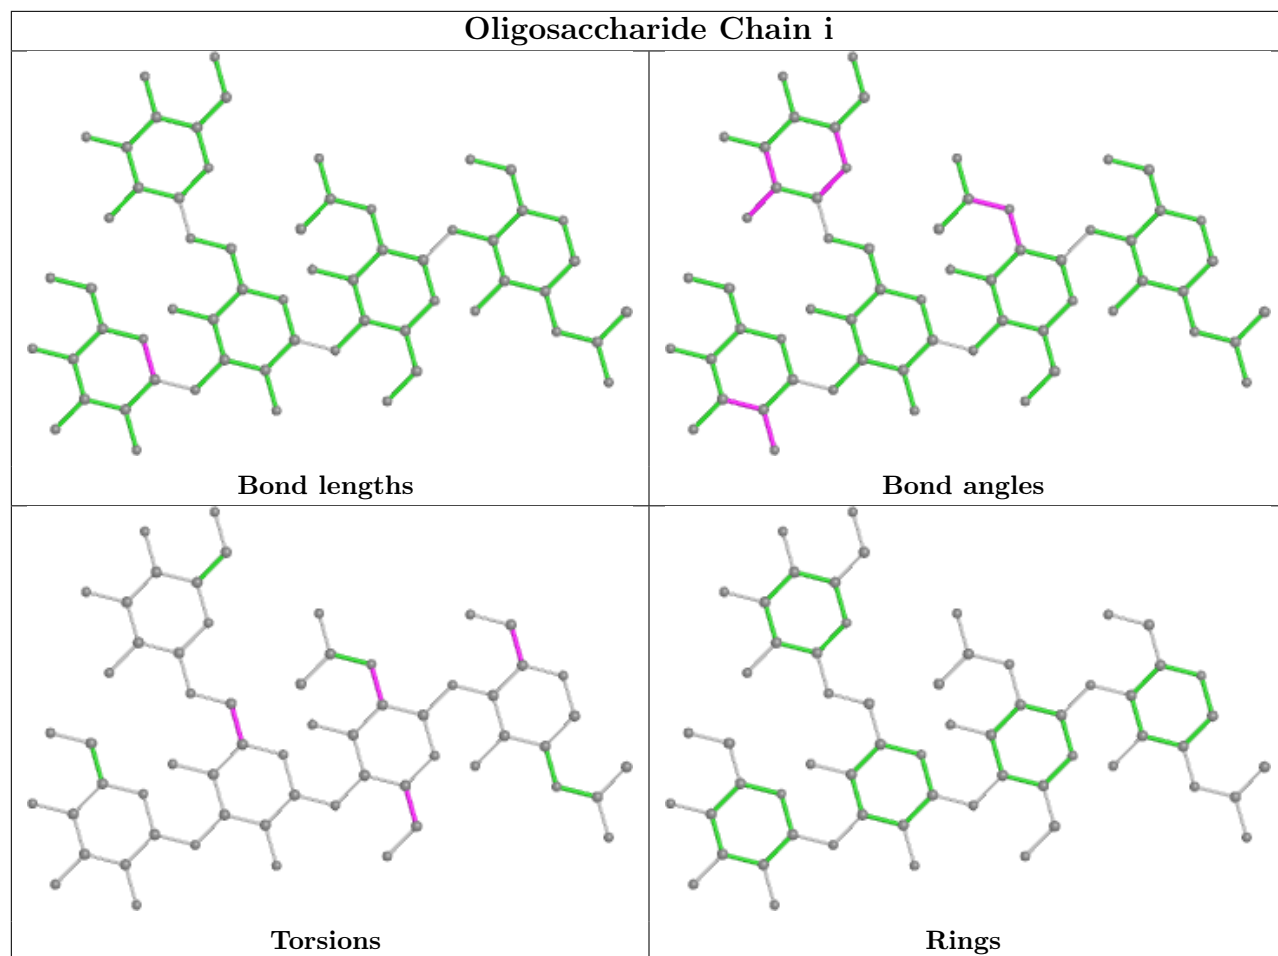 Oligosaccharide Chain i
Bond lengths
Bond angles
Torsions
Rings